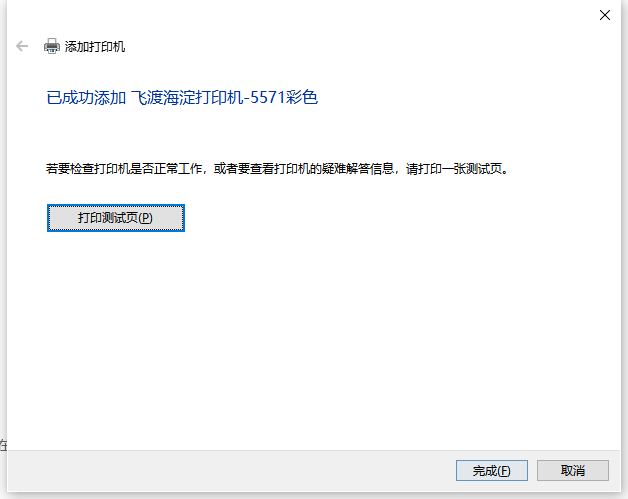 添加打印机
已成功添加 飞渡海淀打印机-5571彩色
若要检查打印机是否正常工作，或者要查看打印机的疑难解答信息，请打印一张测试页。
打印测试页(P)
在
完成(F)
取消